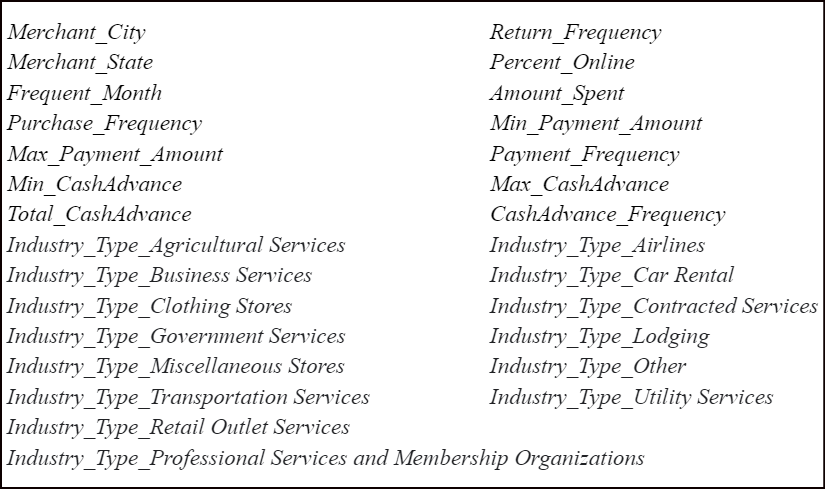 Merchant_City Return_Frequency
Merchant_State Percent_Online
Frequent_Month Amount_Spent
Purchase_Frequency Min_Payment_Amount
Max_Payment_Amount Payment_Frequency
Min_CashAdvance Max_CashAdvance
Total_CashAdvance CashAdvance_Frequency
Industry_Type_Agricultural Services Industry_Type_Airlines
Industry_Type_Business Services Industry_Type_Car Rental
Industry_Type_Clothing Stores Industry_Type_Contracted Services
Industry_Type_Government Services Industry_Type_Lodging
Industry_Type_Miscellaneous Stores Industry_Type_Other
Industry_Type_Transportation Services Industry_Type_Utility Services
Industry_Type_Retail Outlet Services
Industry_Type_Professional Services and Membership Organizations